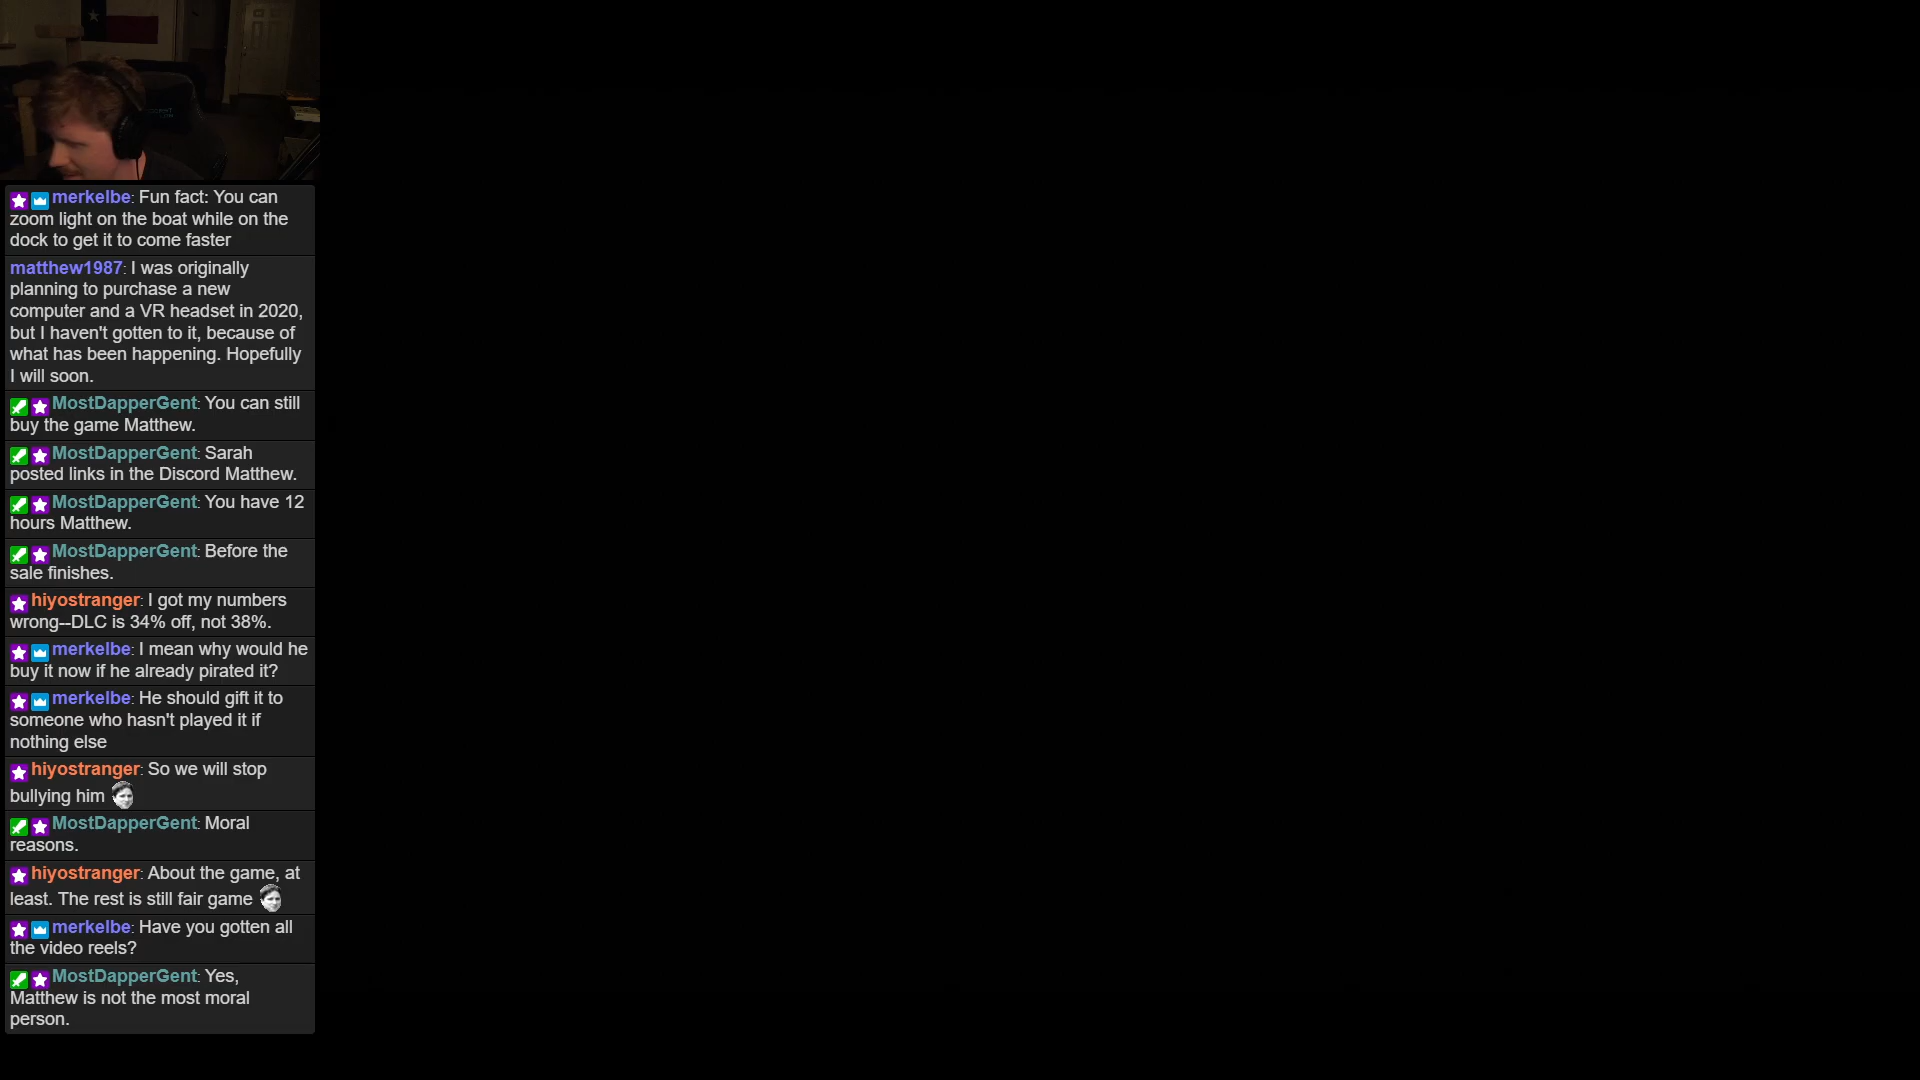 merkelbe: Fun fact: You can
zoom light on the boat while on the
dock to get it to come faster
matthew1987: I was originally
planning to purchase a new
computer and a VR headset in 2020,
but I haven't gotten to it, because of
what has been happening. Hopefully
I will soon.
MostDapperGent: You can still
buy the game Matthew.
MostDapperGent: Sarah
posted links in the Discord Matthew.
MostDapperGent: You have 12
hours Matthew.
MostDapperGent: Before the
sale finishes.
hiyostranger: I got my numbers
wrong--DLC is 34% off, not 38%.
merkelbe: I mean why would he
buy it now if he already pirated it?
merkelbe: He should gift it to
someone who hasn't played it if
nothing else
hiyostranger: So we will stop
bullying him
MostDapperGent: Moral
reasons.
hiyostranger: About the game, at
least. The rest is still fair game
merkelbe: Have you gotten all
the video reels?
MostDapperGent: Yes,
Matthew is not the most moral
person.